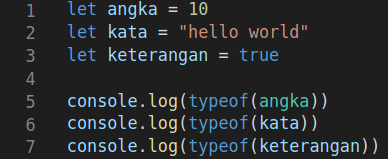 1 let angka = 10
2 let kata = "hello world"
3 let keterangan = true
4
5 console.log(typeof(angka))
6 console.log(typeof(kata))
7 console.log(typeof(keterangan))